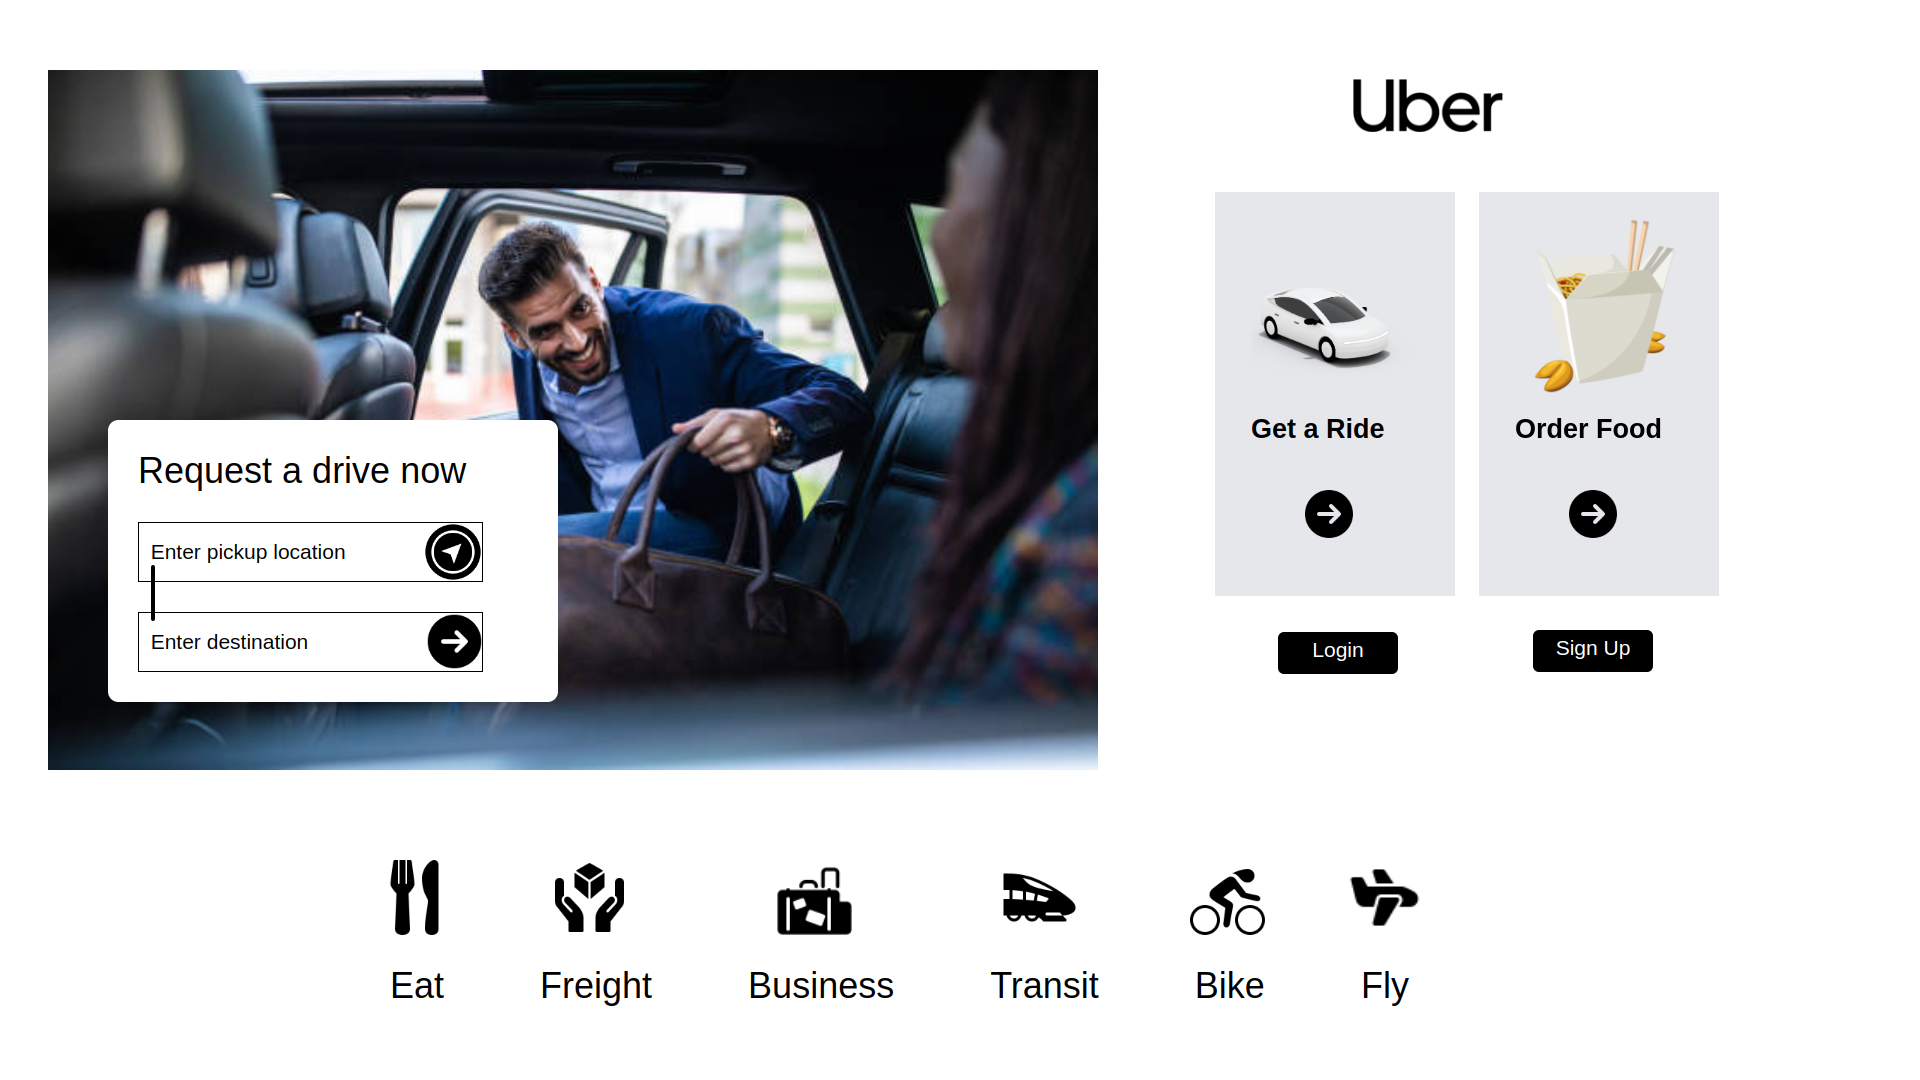 Uber
Get a Ride
Order Food
Request a drive now
Enter pickup location
Enter destination
Login
Sign Up
Eat
Freight
Business
Transit
Bike
Fly